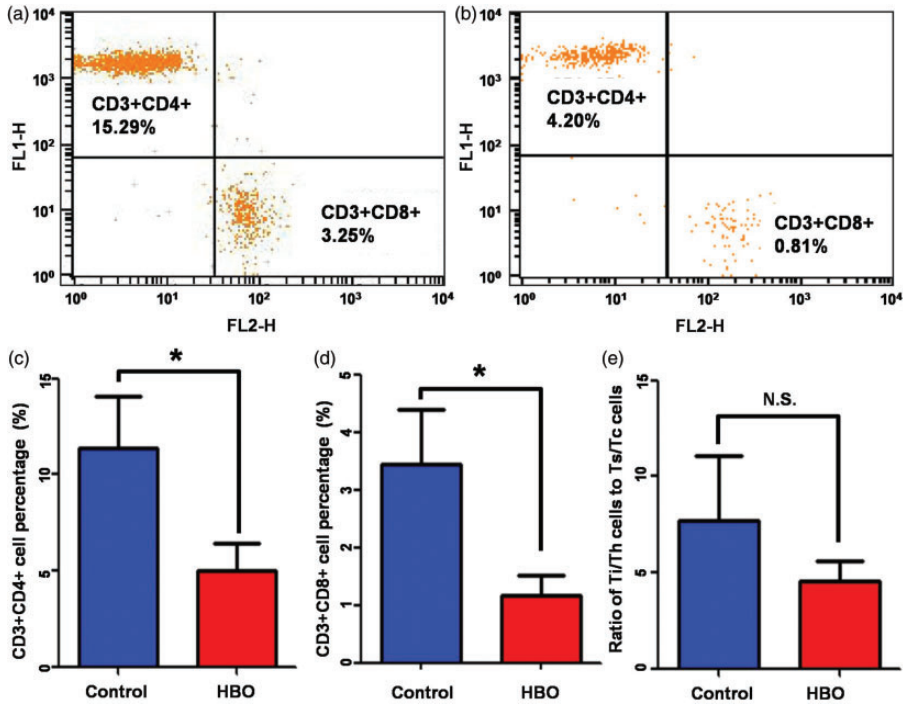 (a)
10⁴
10³
10²
10¹
10⁰
FL1-H
CD3+CD4+
15.29%
CD3+CD8+
3.25%
10⁰ 10¹ 10² 10³ 10⁴
FL2-H
(b)
10⁴
10³
10²
10¹
10⁰
FL1-H
CD3+CD4+
4.20%
CD3+CD8+
0.81%
10⁰ 10¹ 10² 10³ 10⁴
FL2-H
(c)
*
CD3+CD4+ cell percentage (%)
15
10
5
0
Control HBO
(d)
*
CD3+CD8+ cell percentage (%)
5
4
3
2
1
0
Control HBO
(e)
N.S.
Ratio of Ti/Th cells to Ts/Tc cells
15
10
5
0
Control HBO